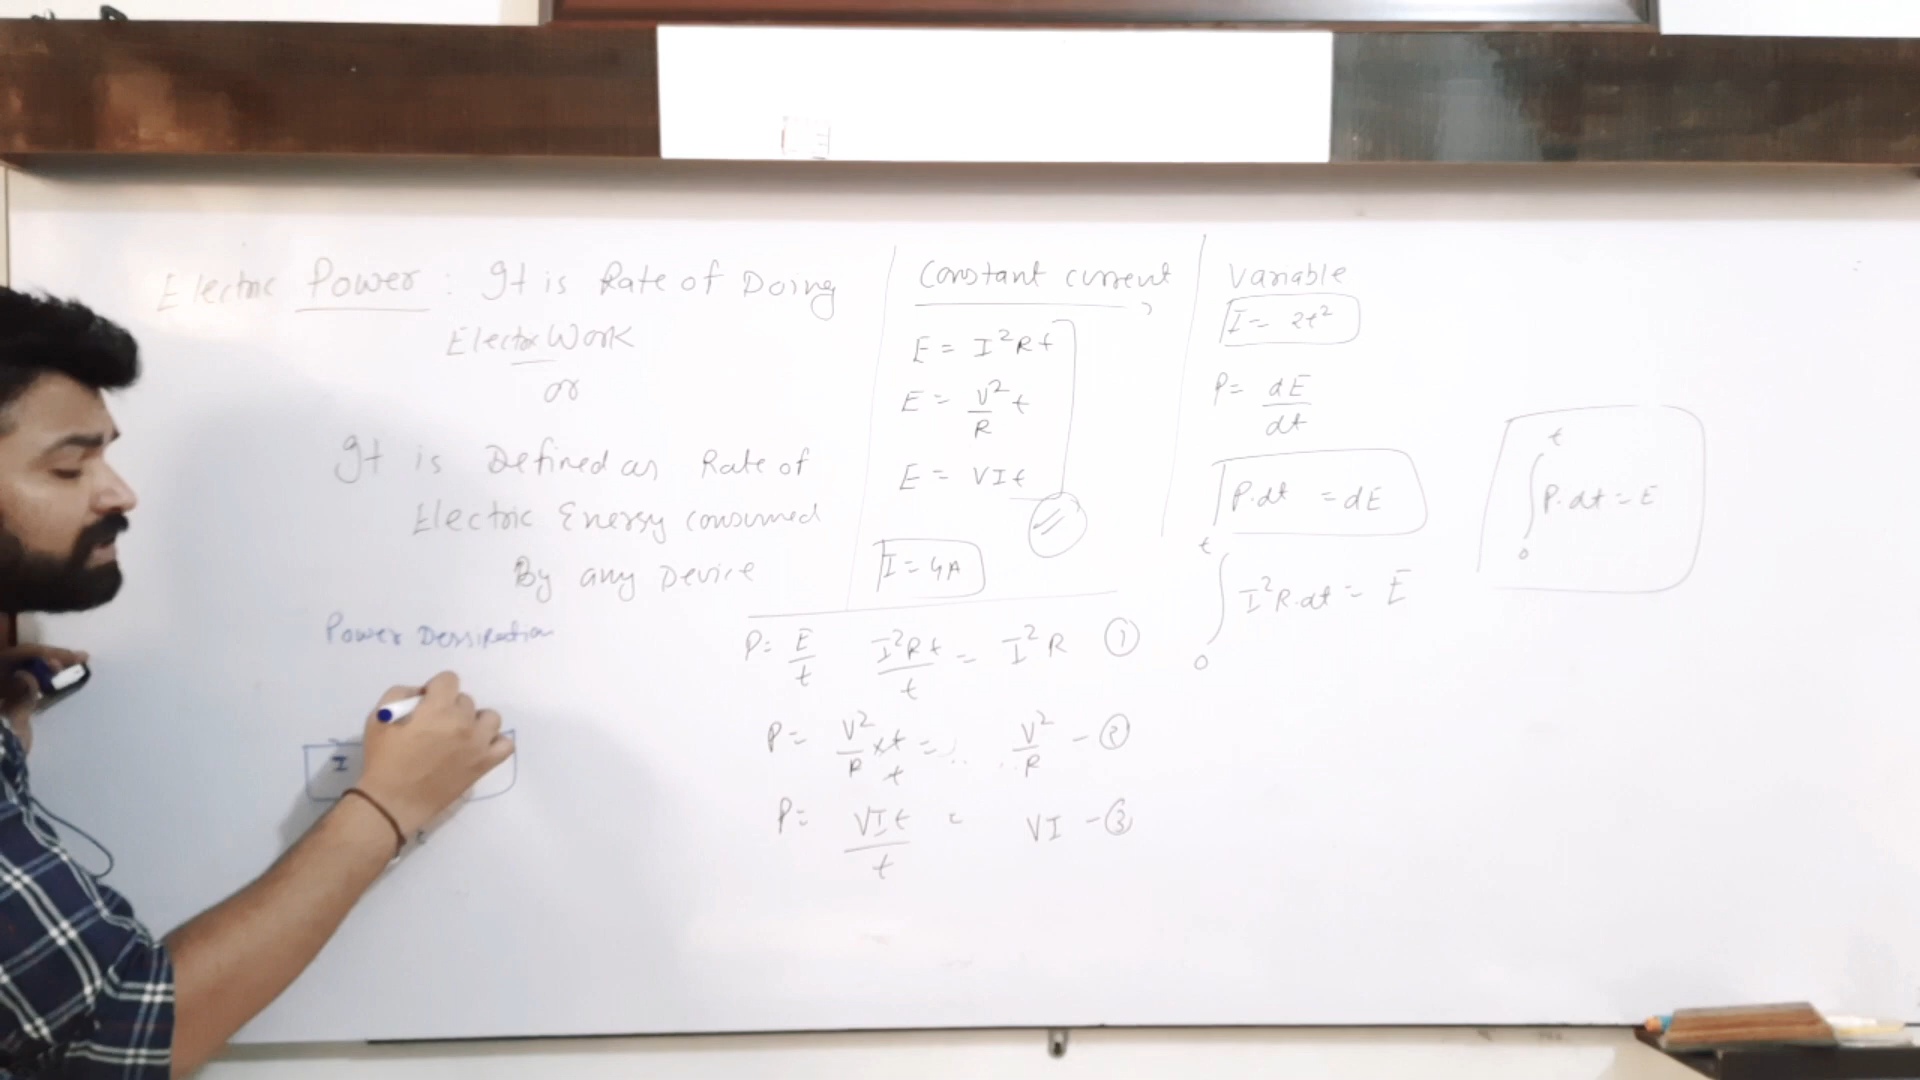 Electric Power : It is Rate of Doing
Electric Work
or
It is Defined as Rate of
Electric Energy consumed
By any Device
Power Dessipation
I
t
Constant current
E = I²Rt
E = V²/R t
E = VIt
I = 4A
P = E/t I²Rt/t = I²R ①
P = V²/R × t/t = V²/R - ②
P = VIt/t = VI - ③
Variable
I = 2t²
P = dE/dt
P.dt = dE
∫₀ᵗ I²R.dt = E
∫₀ᵗ P.dt = E